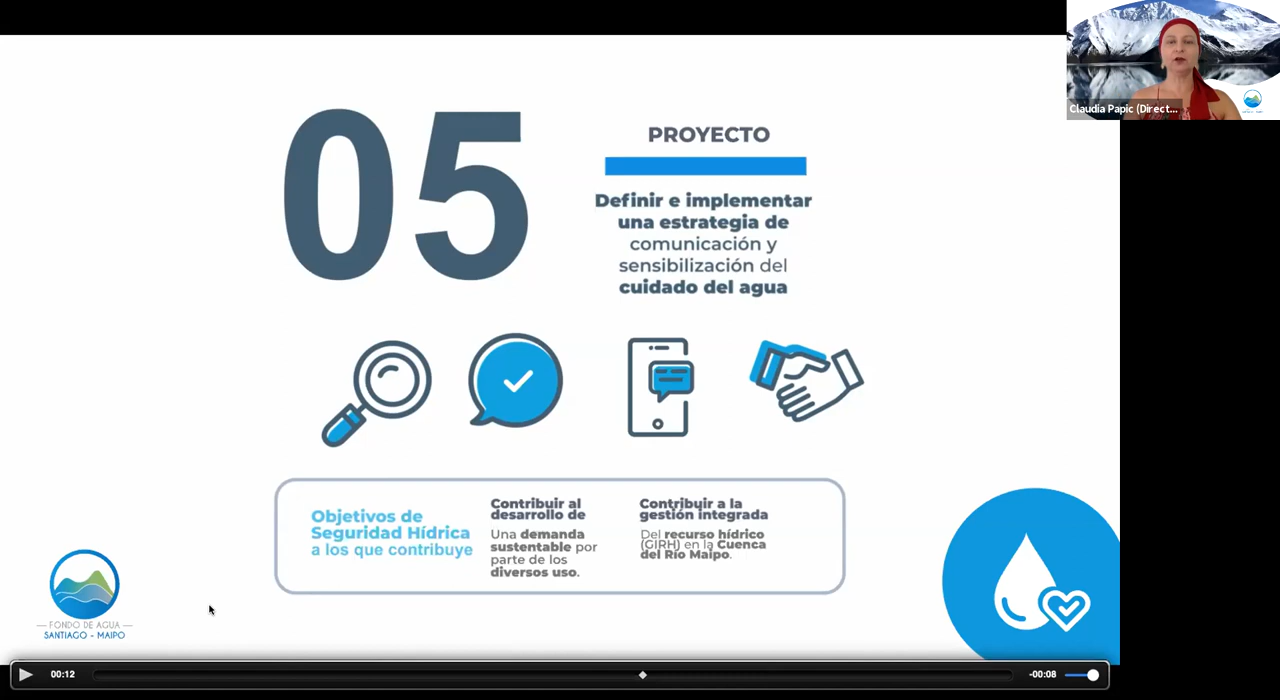 Claudia Papic (Direct...
05
PROYECTO
Definir e implementar
una estrategia de
comunicación y
sensibilización del
cuidado del agua
Objetivos de
Seguridad Hídrica
a los que contribuye
Contribuir al
desarrollo de
Una demanda
sustentable por
parte de los
diversos uso.
Contribuir a la
gestión integrada
Del recurso hídrico
(GIRH) en la Cuenca
del Río Maipo.
FONDO DE AGUA
SANTIAGO - MAIPO
00:12
-00:08